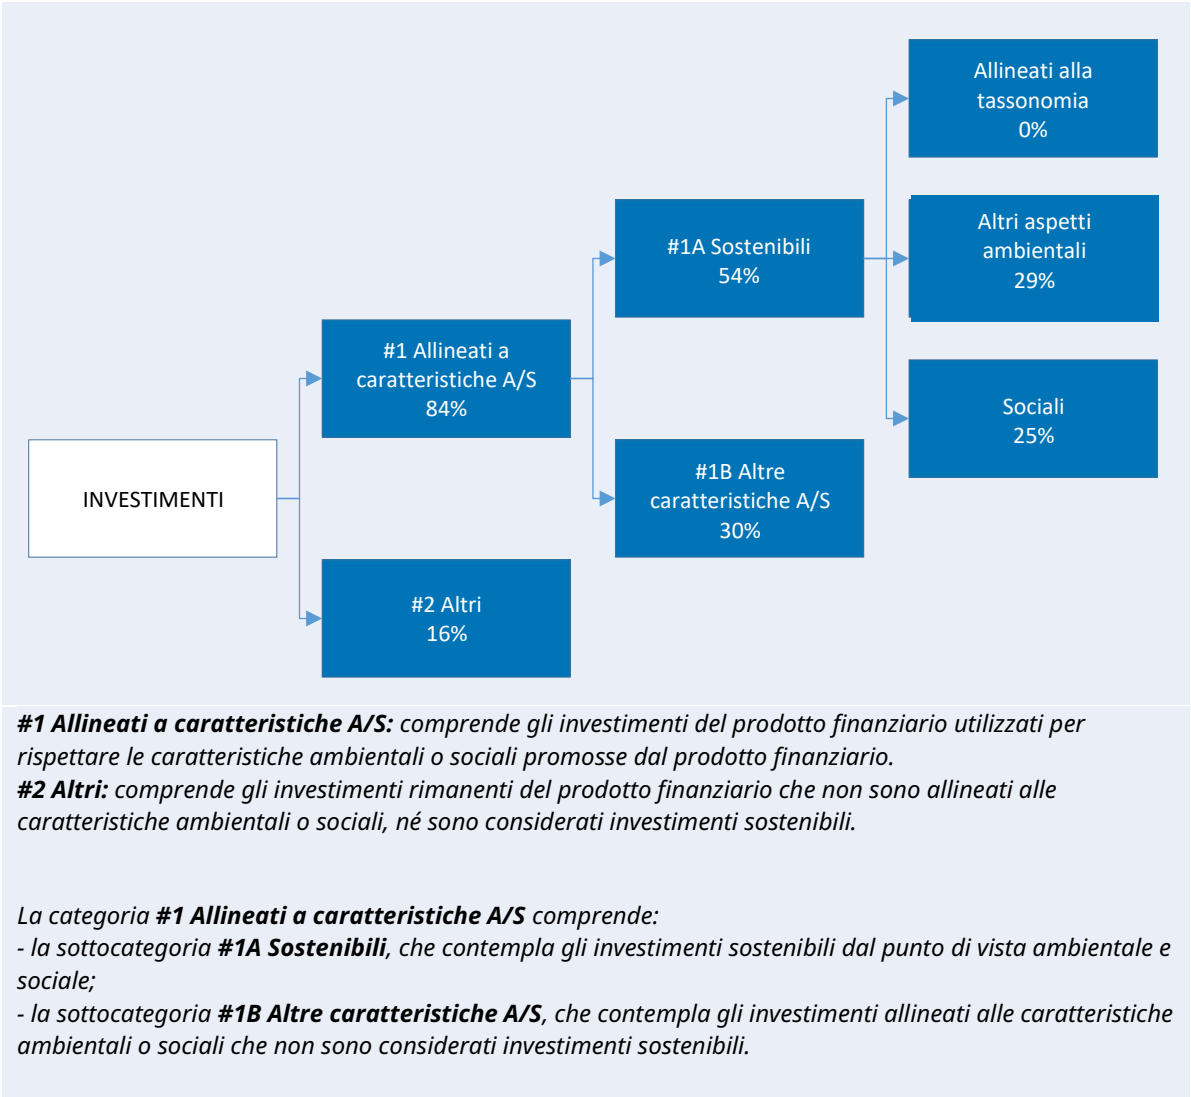 Allineati alla
tassonomia
0%
Altri aspetti
ambientali
29%
#1A Sostenibili
54%
#1 Allineati a
caratteristiche A/S
84%
Sociali
25%
INVESTIMENTI
#1B Altre
caratteristiche A/S
30%
#2 Altri
16%
#1 Allineati a caratteristiche A/S: comprende gli investimenti del prodotto finanziario utilizzati per
rispettare le caratteristiche ambientali o sociali promosse dal prodotto finanziario.
#2 Altri: comprende gli investimenti rimanenti del prodotto finanziario che non sono allineati alle
caratteristiche ambientali o sociali, né sono considerati investimenti sostenibili.
La categoria #1 Allineati a caratteristiche A/S comprende:
- la sottocategoria #1A Sostenibili, che contempla gli investimenti sostenibili dal punto di vista ambientale e
sociale;
- la sottocategoria #1B Altre caratteristiche A/S, che contempla gli investimenti allineati alle caratteristiche
ambientali o sociali che non sono considerati investimenti sostenibili.